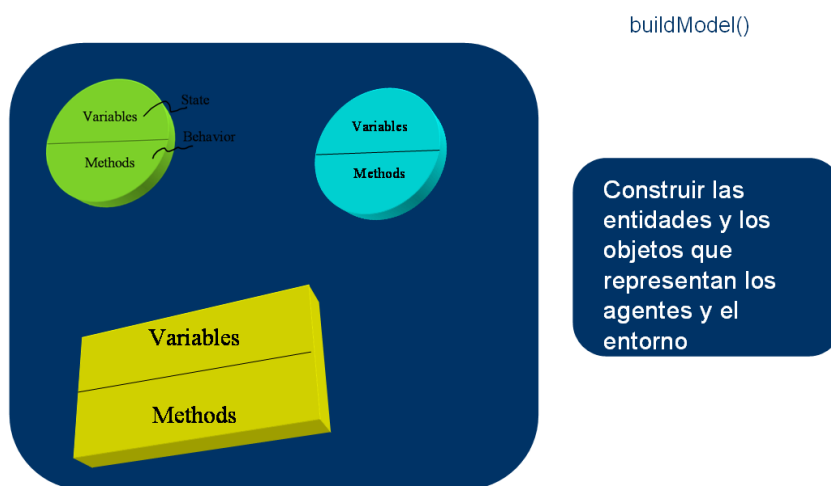 buildModel()
Variables
State
Methods
Behavior
Variables
Methods
Variables
Methods
Construir las
entidades y los
objetos que
representan los
agentes y el
entorno